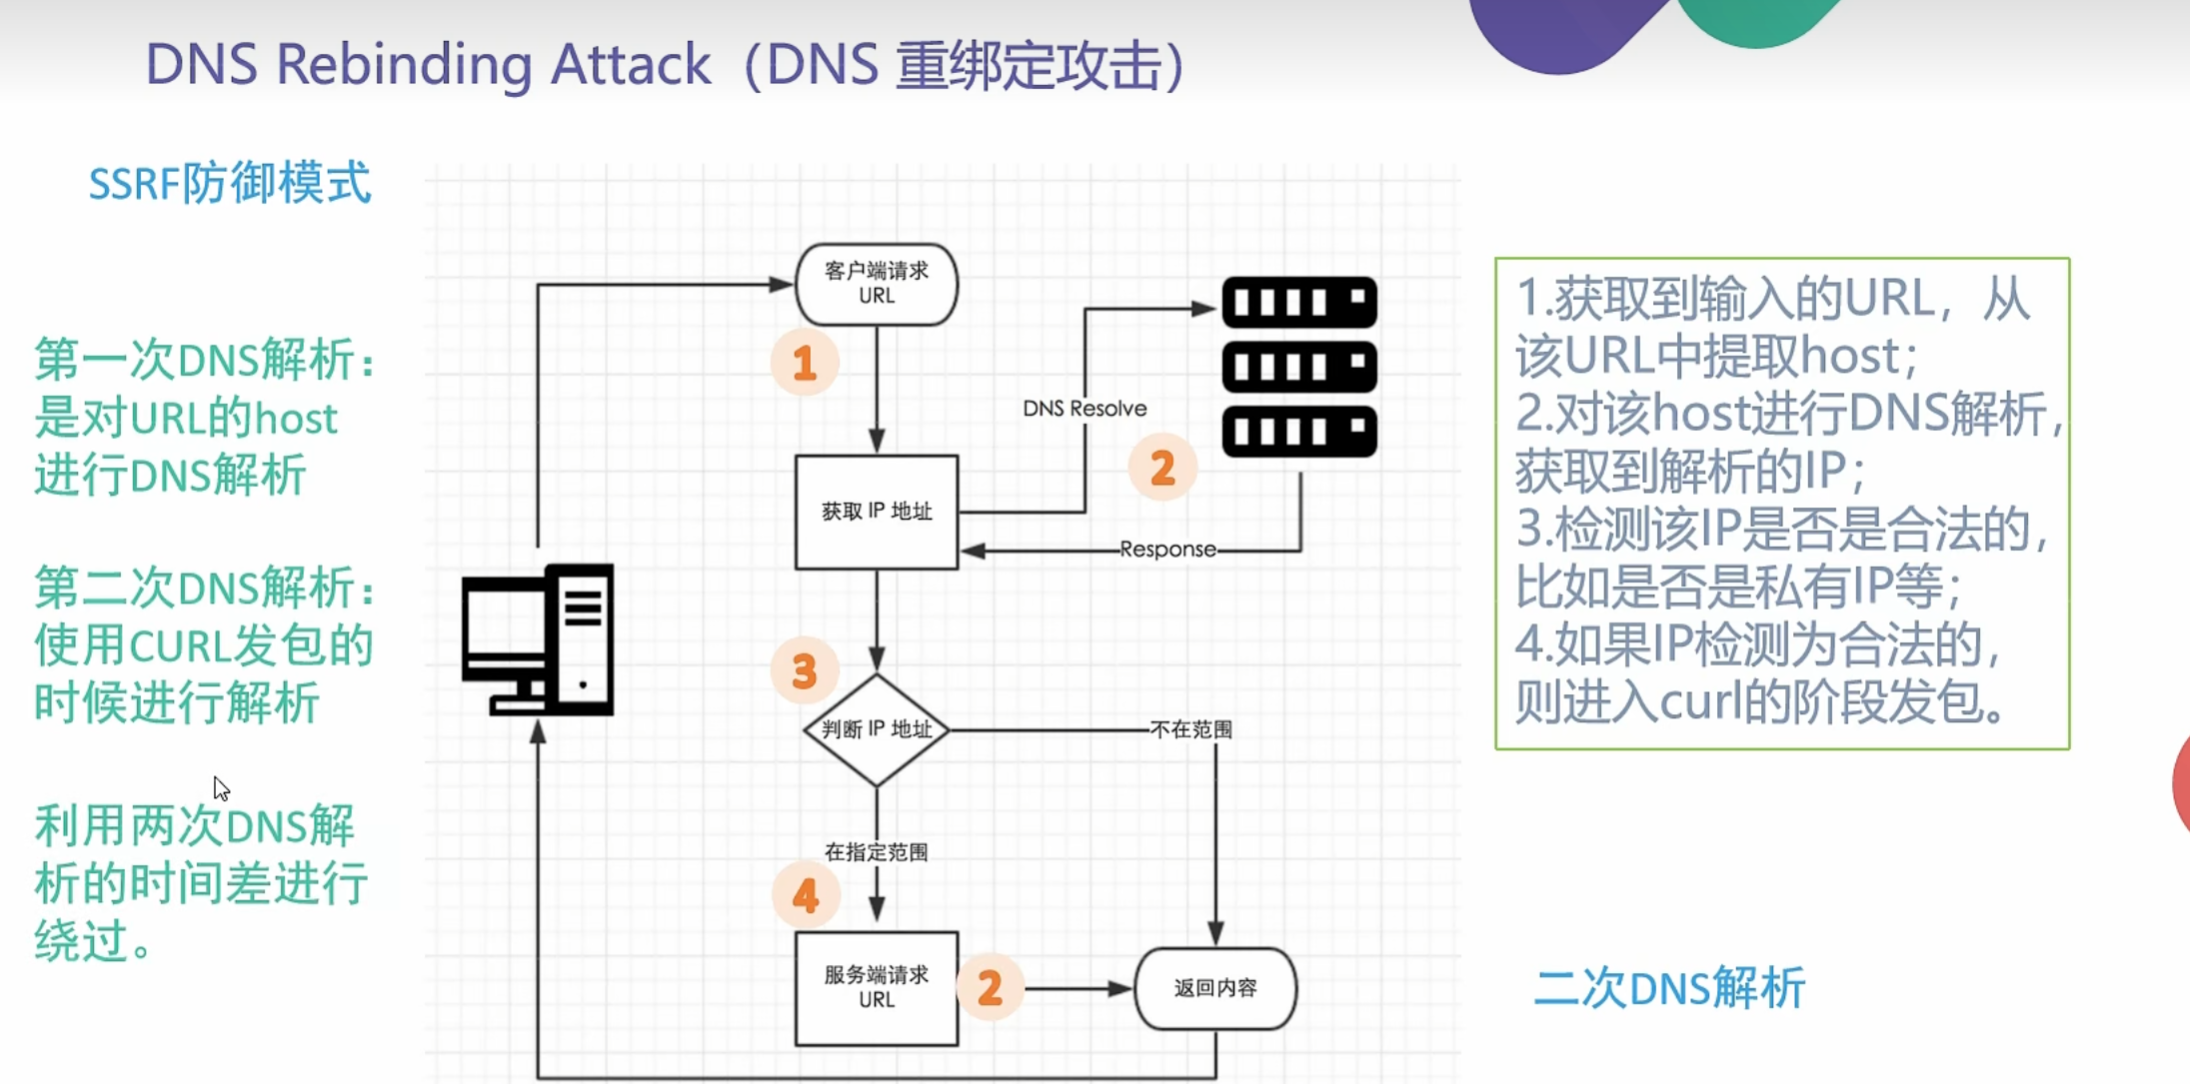 DNS Rebinding Attack（DNS 重绑定攻击）
SSRF防御模式
第一次DNS解析：
是对URL的host
进行DNS解析
第二次DNS解析：
使用CURL发包的
时候进行解析
利用两次DNS解
析的时间差进行
绕过。
客户端请求
URL
1
DNS Resolve
2
获取 IP 地址
Response
3
判断 IP 地址
不在范围
在指定范围
4
服务端请求
URL
2
返回内容
1.获取到输入的URL，从
该URL中提取host；
2.对该host进行DNS解析，
获取到解析的IP；
3.检测该IP是否是合法的，
比如是否是私有IP等；
4.如果IP检测为合法的，
则进入curl的阶段发包。
二次DNS解析